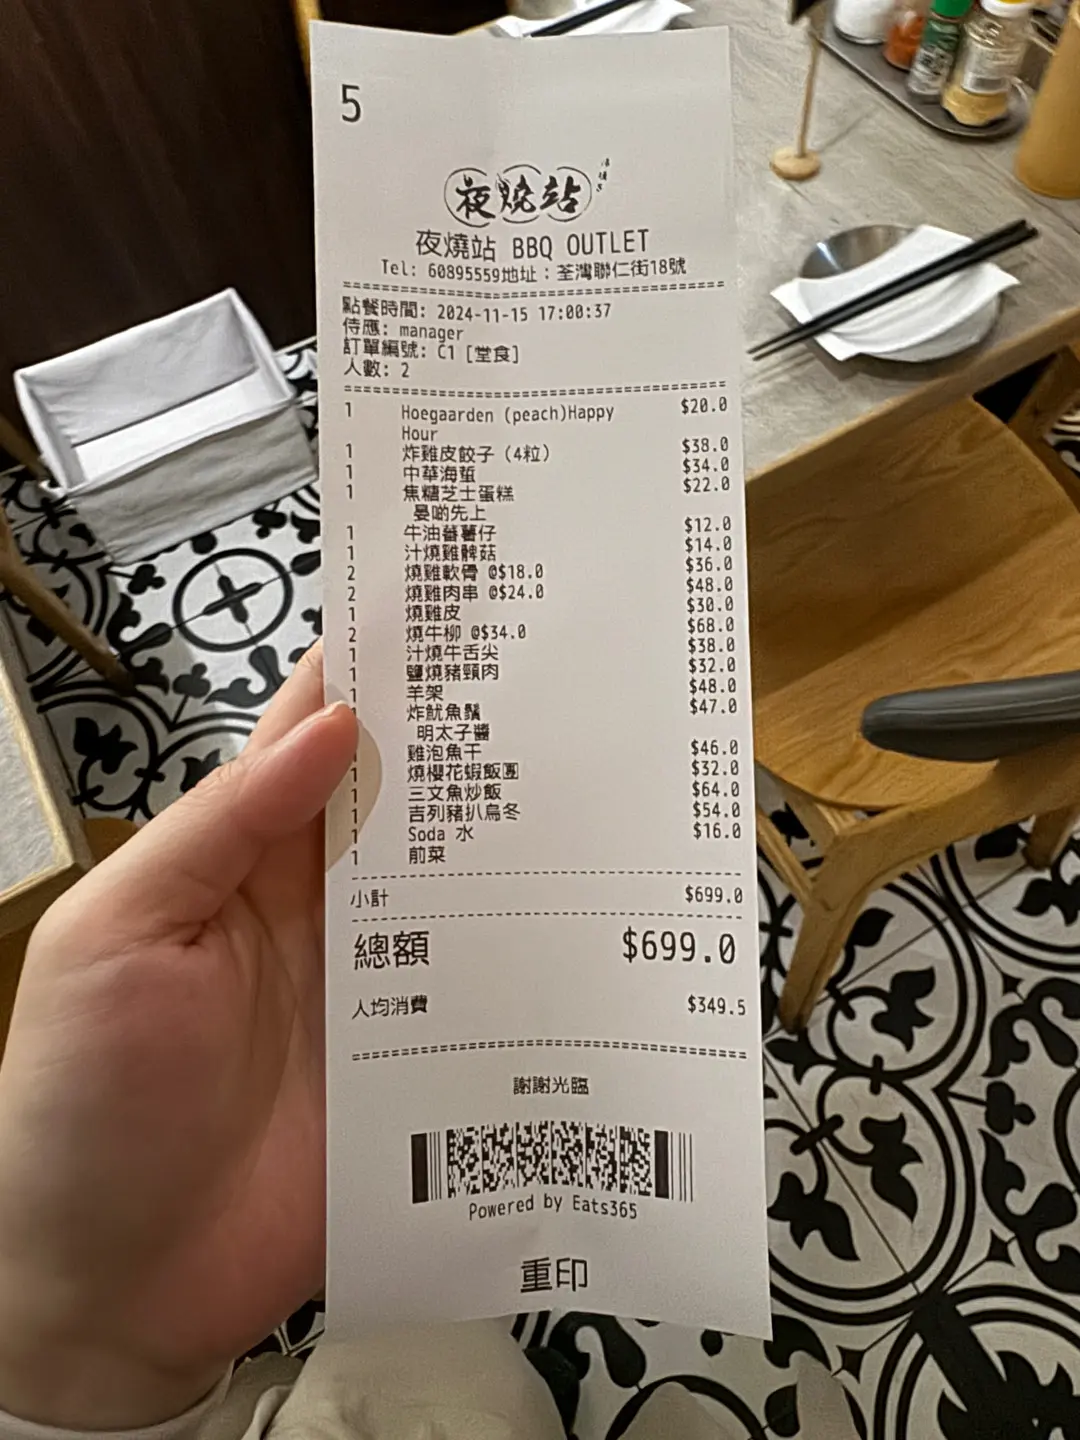 5
夜燒站
夜燒站 BBQ OUTLET
Tel: 60895559地址：荃灣聯仁街18號
點餐時間: 2024-11-15 17:00:37
侍應: manager
訂單編號: C1 [堂食]
人數: 2
1 Hoegaarden (peach)Happy Hour $20.0
1 炸雞皮餃子（4粒） $38.0
1 中華海蜇 $34.0
1 焦糖芝士蛋糕 $22.0
晏啲先上
1 牛油蕃薯仔 $12.0
1 汁燒雞髀菇 $14.0
2 燒雞軟骨 @$18.0 $36.0
2 燒雞肉串 @$24.0 $48.0
1 燒雞皮 $30.0
2 燒牛柳 @$34.0 $68.0
1 汁燒牛舌尖 $38.0
1 鹽燒豬頸肉 $32.0
1 羊架 $48.0
1 炸魷魚鬚 $47.0
明太子醬
1 雞泡魚干 $46.0
1 燒櫻花蝦飯團 $32.0
1 三文魚炒飯 $64.0
1 吉列豬扒烏冬 $54.0
1 Soda 水 $16.0
1 前菜
小計 $699.0
總額 $699.0
人均消費 $349.5
謝謝光臨
Powered by Eats365
重印